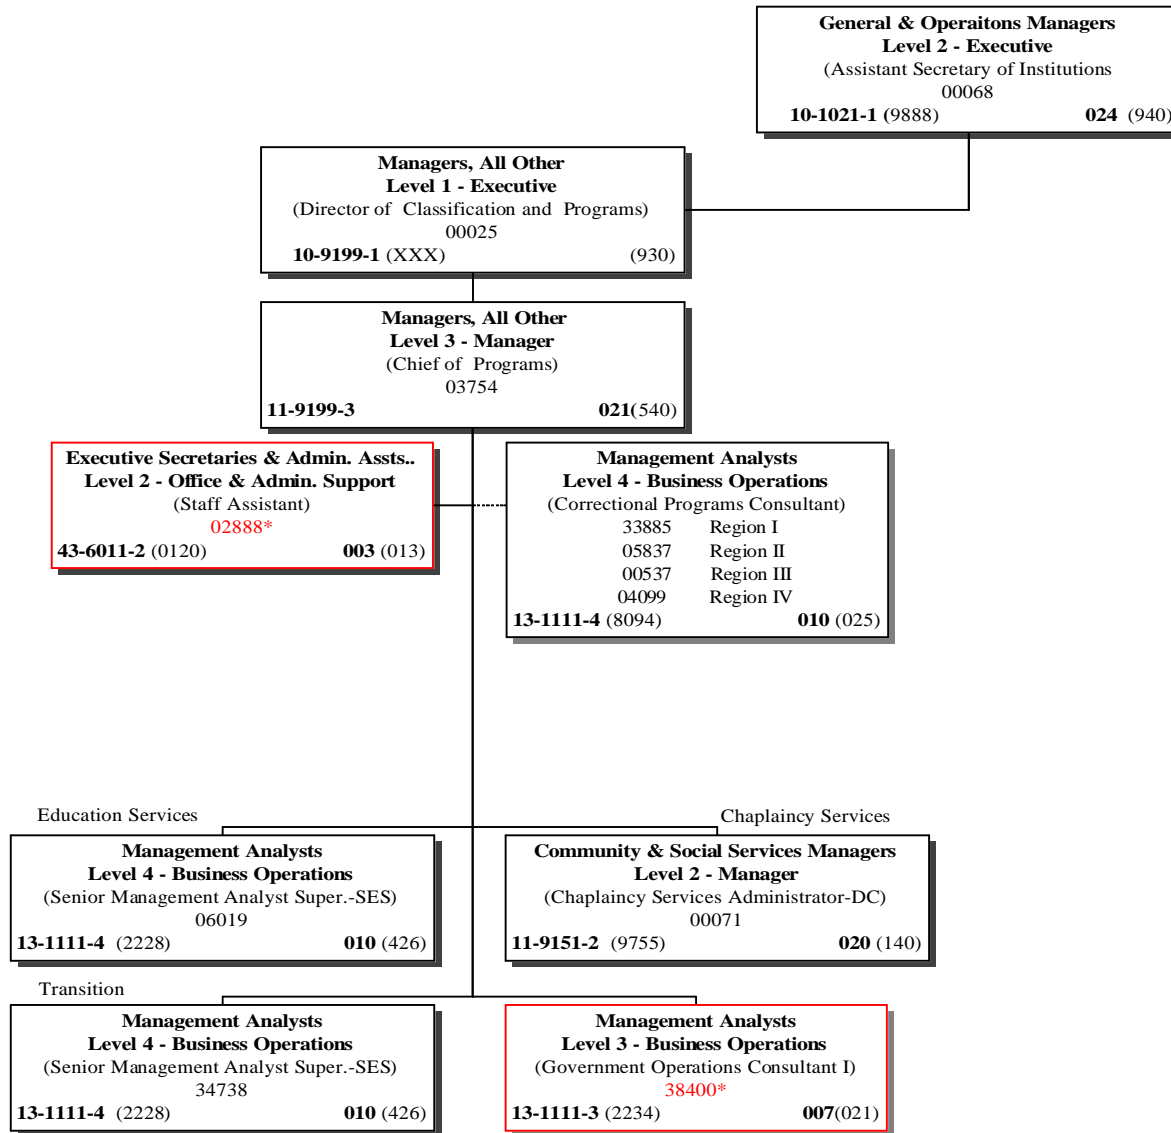 General & Operaitons Managers
Level 2 - Executive
(Assistant Secretary of Institutions
00068
10-1021-1 (9888) 024 (940)
Managers, All Other
Level 1 - Executive
(Director of Classification and Programs)
00025
10-9199-1 (XXX) (930)
Managers, All Other
Level 3 - Manager
(Chief of Programs)
03754
11-9199-3 021(540)
Executive Secretaries & Admin. Assts..
Level 2 - Office & Admin. Support
(Staff Assistant)
02888*
43-6011-2 (0120) 003 (013)
Management Analysts
Level 4 - Business Operations
(Correctional Programs Consultant)
33885 Region I
05837 Region II
00537 Region III
04099 Region IV
13-1111-4 (8094) 010 (025)
Education Services
Management Analysts
Level 4 - Business Operations
(Senior Management Analyst Super.-SES)
06019
13-1111-4 (2228) 010 (426)
Chaplaincy Services
Community & Social Services Managers
Level 2 - Manager
(Chaplaincy Services Administrator-DC)
00071
11-9151-2 (9755) 020 (140)
Transition
Management Analysts
Level 4 - Business Operations
(Senior Management Analyst Super.-SES)
34738
13-1111-4 (2228) 010 (426)
Management Analysts
Level 3 - Business Operations
(Government Operations Consultant I)
38400*
13-1111-3 (2234) 007(021)